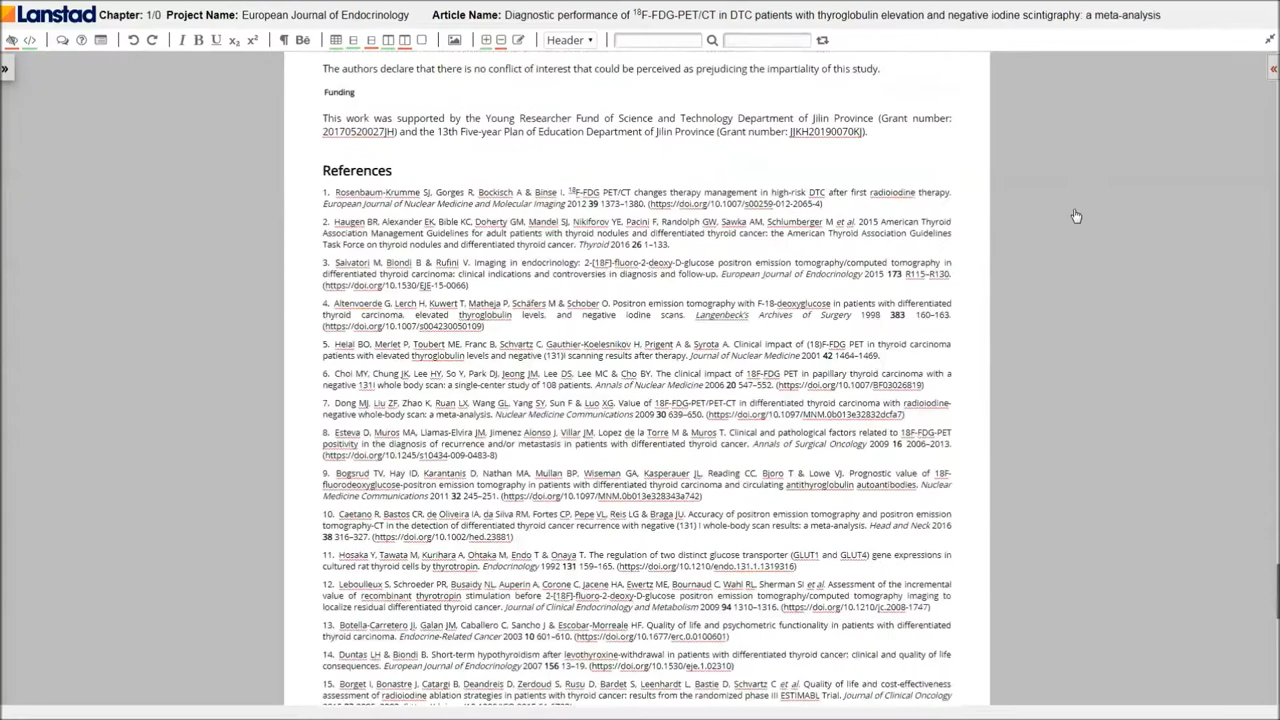 Lanstad Chapter: 1/0 Project Name: European Journal of Endocrinology Article Name: Diagnostic performance of 18F-FDG-PET/CT in DTC patients with thyroglobulin elevation and negative iodine scintigraphy: a meta-analysis
I B U x₂ x² ¶ Bē Header
»
«
The authors declare that there is no conflict of interest that could be perceived as prejudicing the impartiality of this study.
Funding
This work was supported by the Young Researcher Fund of Science and Technology Department of Jilin Province (Grant number:
20170520027JH) and the 13th Five-year Plan of Education Department of Jilin Province (Grant number: JJKH20190070KJ).
References
1. Rosenbaum-Krumme SJ, Gorges R, Bockisch A & Binse I. 18F-FDG PET/CT changes therapy management in high-risk DTC after first radioiodine therapy.
European Journal of Nuclear Medicine and Molecular Imaging 2012 39 1373–1380. (https://doi.org/10.1007/s00259-012-2065-4)
2. Haugen BR, Alexander EK, Bible KC, Doherty GM, Mandel SJ, Nikiforov YE, Pacini F, Randolph GW, Sawka AM, Schlumberger M et al. 2015 American Thyroid
Association Management Guidelines for adult patients with thyroid nodules and differentiated thyroid cancer: the American Thyroid Association Guidelines
Task Force on thyroid nodules and differentiated thyroid cancer. Thyroid 2016 26 1–133.
3. Salvatori M, Biondi B & Rufini V. Imaging in endocrinology: 2-[18F]-fluoro-2-deoxy-D-glucose positron emission tomography/computed tomography in
differentiated thyroid carcinoma: clinical indications and controversies in diagnosis and follow-up. European Journal of Endocrinology 2015 173 R115–R130.
(https://doi.org/10.1530/EJE-15-0066)
4. Altenvoerde G, Lerch H, Kuwert T, Matheja P, Schäfers M & Schober O. Positron emission tomography with F-18-deoxyglucose in patients with differentiated
thyroid carcinoma, elevated thyroglobulin levels, and negative iodine scans. Langenbeck's Archives of Surgery 1998 383 160–163.
(https://doi.org/10.1007/s004230050109)
5. Helal BO, Merlet P, Toubert ME, Franc B, Schvartz C, Gauthier-Koelesnikov H, Prigent A & Syrota A. Clinical impact of (18)F-FDG PET in thyroid carcinoma
patients with elevated thyroglobulin levels and negative (131)I scanning results after therapy. Journal of Nuclear Medicine 2001 42 1464–1469.
6. Choi MY, Chung JK, Lee HY, So Y, Park DJ, Jeong JM, Lee DS, Lee MC & Cho BY. The clinical impact of 18F-FDG PET in papillary thyroid carcinoma with a
negative 131I whole body scan: a single-center study of 108 patients. Annals of Nuclear Medicine 2006 20 547–552. (https://doi.org/10.1007/BF03026819)
7. Dong MJ, Liu ZF, Zhao K, Ruan LX, Wang GL, Yang SY, Sun F & Luo XG. Value of 18F-FDG-PET/PET-CT in differentiated thyroid carcinoma with radioiodine-
negative whole-body scan: a meta-analysis. Nuclear Medicine Communications 2009 30 639–650. (https://doi.org/10.1097/MNM.0b013e32832dcfa7)
8. Esteva D, Muros MA, Llamas-Elvira JM, Jimenez Alonso J, Villar JM, Lopez de la Torre M & Muros T. Clinical and pathological factors related to 18F-FDG-PET
positivity in the diagnosis of recurrence and/or metastasis in patients with differentiated thyroid cancer. Annals of Surgical Oncology 2009 16 2006–2013.
(https://doi.org/10.1245/s10434-009-0483-8)
9. Bogsrud TV, Hay ID, Karantanis D, Nathan MA, Mullan BP, Wiseman GA, Kasperauer JL, Reading CC, Bjoro T & Lowe VJ. Prognostic value of 18F-
fluorodeoxyglucose-positron emission tomography in patients with differentiated thyroid carcinoma and circulating antithyroglobulin autoantibodies. Nuclear
Medicine Communications 2011 32 245–251. (https://doi.org/10.1097/MNM.0b013e328343a742)
10. Caetano R, Bastos CR, de Oliveira IA, da Silva RM, Fortes CP, Pepe VL, Reis LG & Braga JU. Accuracy of positron emission tomography and positron emission
tomography-CT in the detection of differentiated thyroid cancer recurrence with negative (131) I whole-body scan results: a meta-analysis. Head and Neck 2016
38 316–327. (https://doi.org/10.1002/hed.23881)
11. Hosaka Y, Tawata M, Kurihara A, Ohtaka M, Endo T & Onaya T. The regulation of two distinct glucose transporter (GLUT1 and GLUT4) gene expressions in
cultured rat thyroid cells by thyrotropin. Endocrinology 1992 131 159–165. (https://doi.org/10.1210/endo.131.1.1319316)
12. Leboulleux S, Schroeder PR, Busaidy NL, Auperin A, Corone C, Jacene HA, Ewertz ME, Bournaud C, Wahl RL, Sherman SI et al. Assessment of the incremental
value of recombinant thyrotropin stimulation before 2-[18F]-fluoro-2-deoxy-D-glucose positron emission tomography/computed tomography imaging to
localize residual differentiated thyroid cancer. Journal of Clinical Endocrinology and Metabolism 2009 94 1310–1316. (https://doi.org/10.1210/jc.2008-1747)
13. Botella-Carretero JI, Galan JM, Caballero C, Sancho J & Escobar-Morreale HF. Quality of life and psychometric functionality in patients with differentiated
thyroid carcinoma. Endocrine-Related Cancer 2003 10 601–610. (https://doi.org/10.1677/erc.0.0100601)
14. Duntas LH & Biondi B. Short-term hypothyroidism after levothyroxine-withdrawal in patients with differentiated thyroid cancer: clinical and quality of life
consequences. European Journal of Endocrinology 2007 156 13–19. (https://doi.org/10.1530/eje.1.02310)
15. Borget I, Bonastre J, Catargi B, Deandreis D, Zerdoud S, Rusu D, Bardet S, Leenhardt L, Bastie D, Schvartz C et al. Quality of life and cost-effectiveness
assessment of radioiodine ablation strategies in patients with thyroid cancer: results from the randomized phase III ESTIMABL Trial. Journal of Clinical Oncology